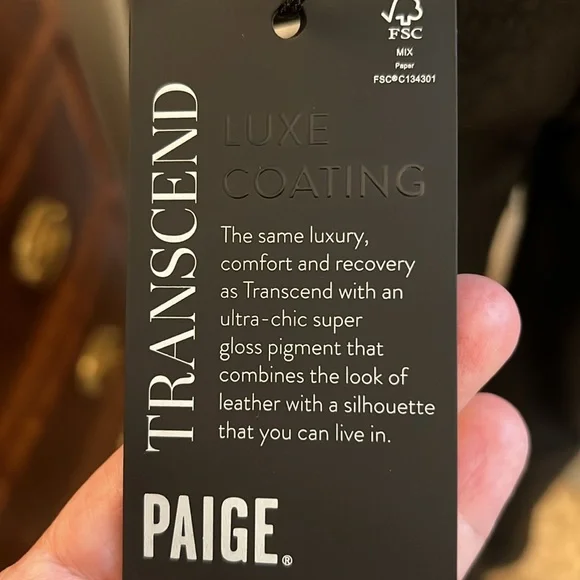 FSC
MIX
Paper
FSC® C134301
TRANSCEND
LUXE
COATING
The same luxury,
comfort and recovery
as Transcend with an
ultra-chic super
gloss pigment that
combines the look of
leather with a silhouette
that you can live in.
PAIGE®